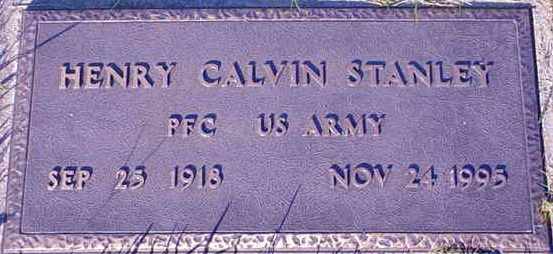 HENRY CALVIN STANLEY
PFC US ARMY
SEP 25 1918 NOV 24 1995